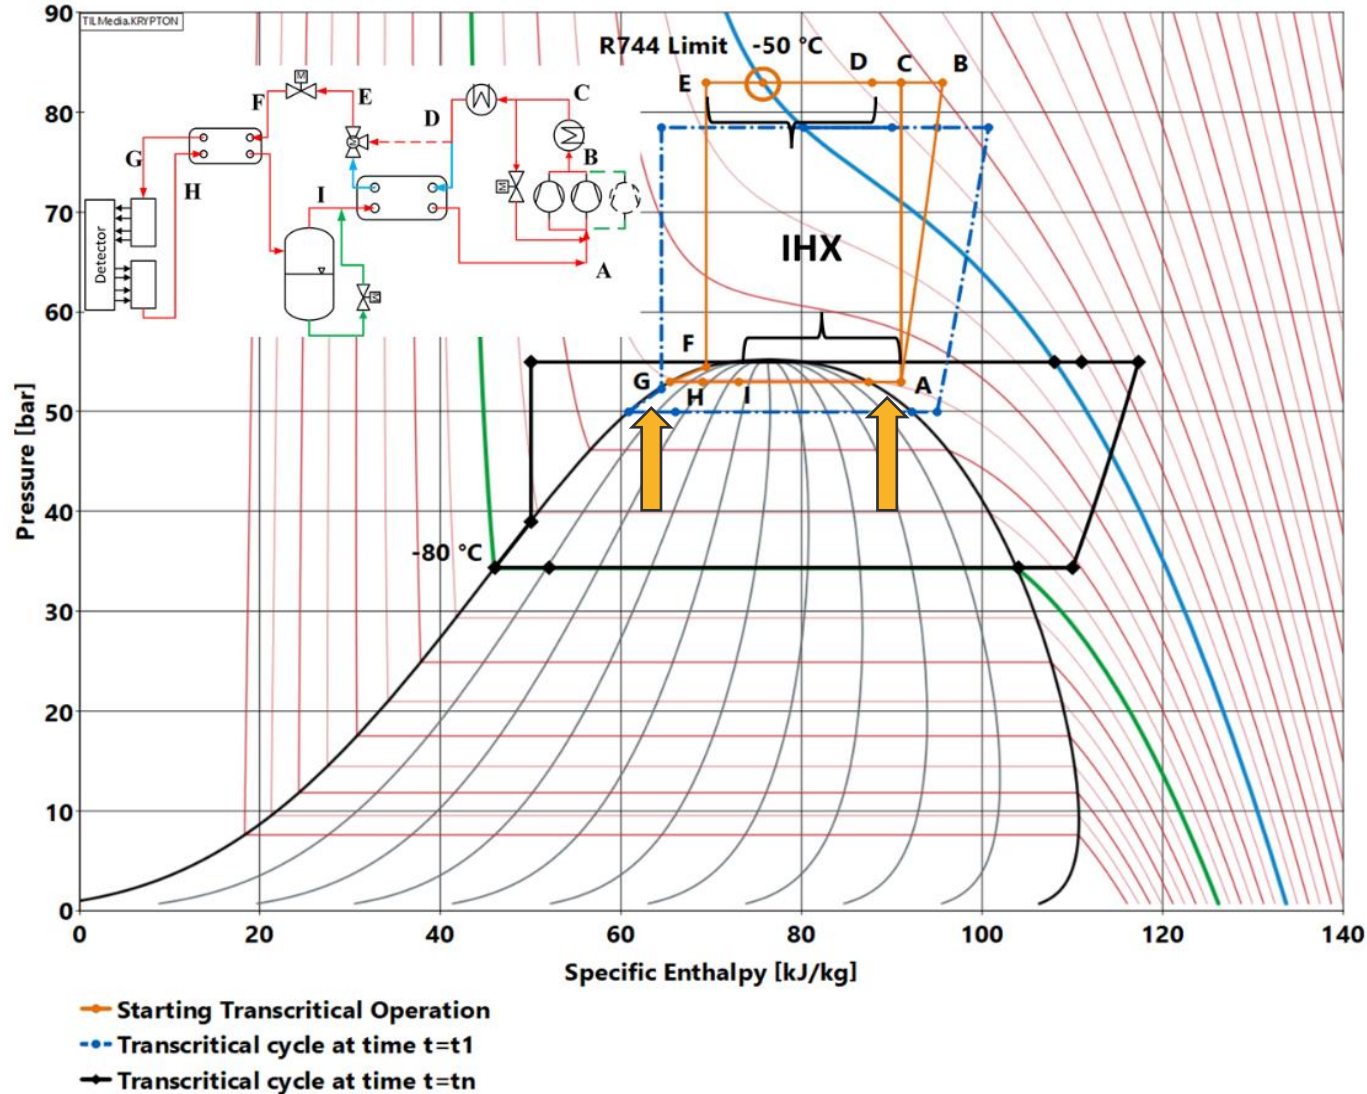 90
TILMedia.KRYPTON
R744 Limit -50 °C
E D C B
80
F E D C
M
G H I B
M
Detector
M
A
70
IHX
60
F
G H I A
50
40
-80 °C
30
20
10
0
Pressure [bar]
0 20 40 60 80 100 120 140
Specific Enthalpy [kJ/kg]
Starting Transcritical Operation
Transcritical cycle at time t=t1
Transcritical cycle at time t=tn